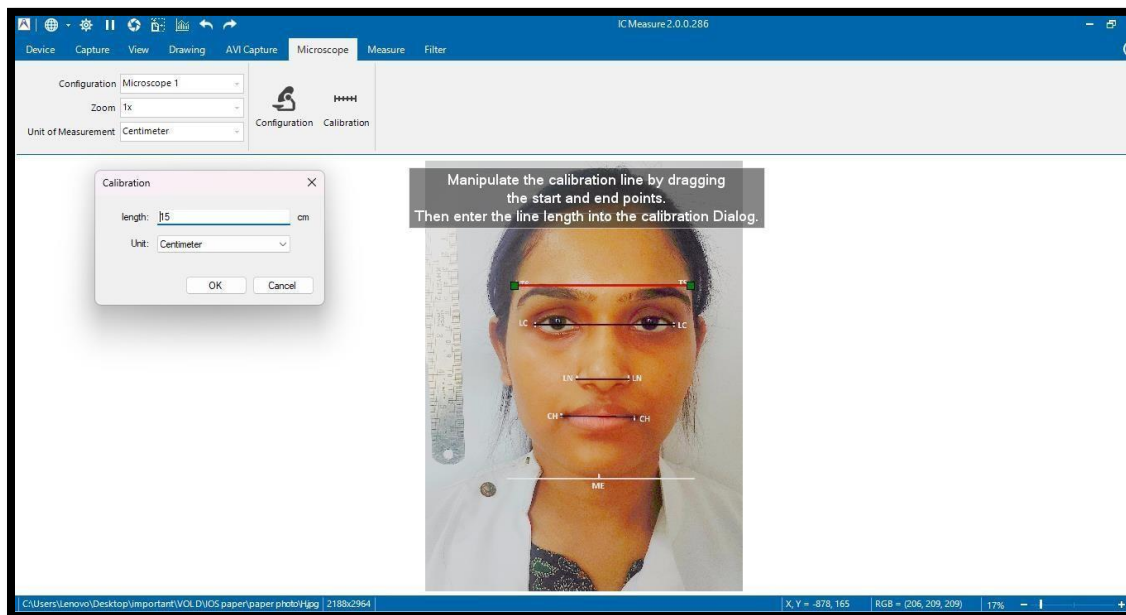 IC Measure 2.0.0.286
Device Capture View Drawing AVI Capture Microscope Measure Filter
Configuration Microscope 1
Zoom 1x
Unit of Measurement Centimeter
Configuration Calibration
Calibration
length: 15 cm
Unit: Centimeter
OK Cancel
Manipulate the calibration line by dragging
the start and end points.
Then enter the line length into the calibration Dialog.
LC LC
LN LN
CH CH
ME
C:\Users\Lenovo\Desktop\important\VOL D\IOS paper\paper photo\H.jpg 2188x2964 X, Y = -878, 165 RGB = (206, 209, 209) 17%